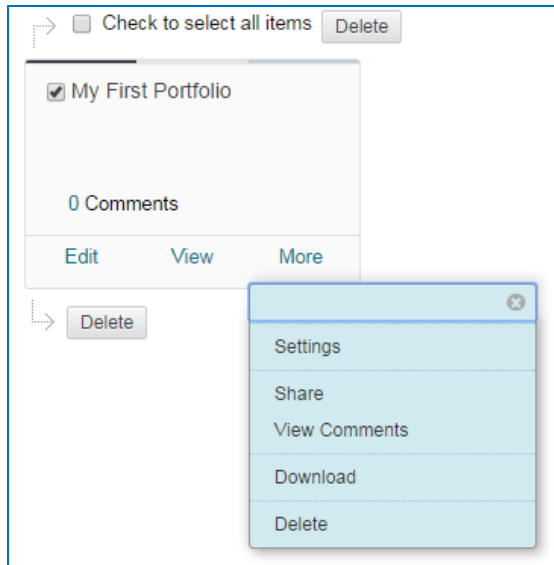 Check to select all items Delete
My First Portfolio
0 Comments
Edit View More
Delete
Settings
Share
View Comments
Download
Delete